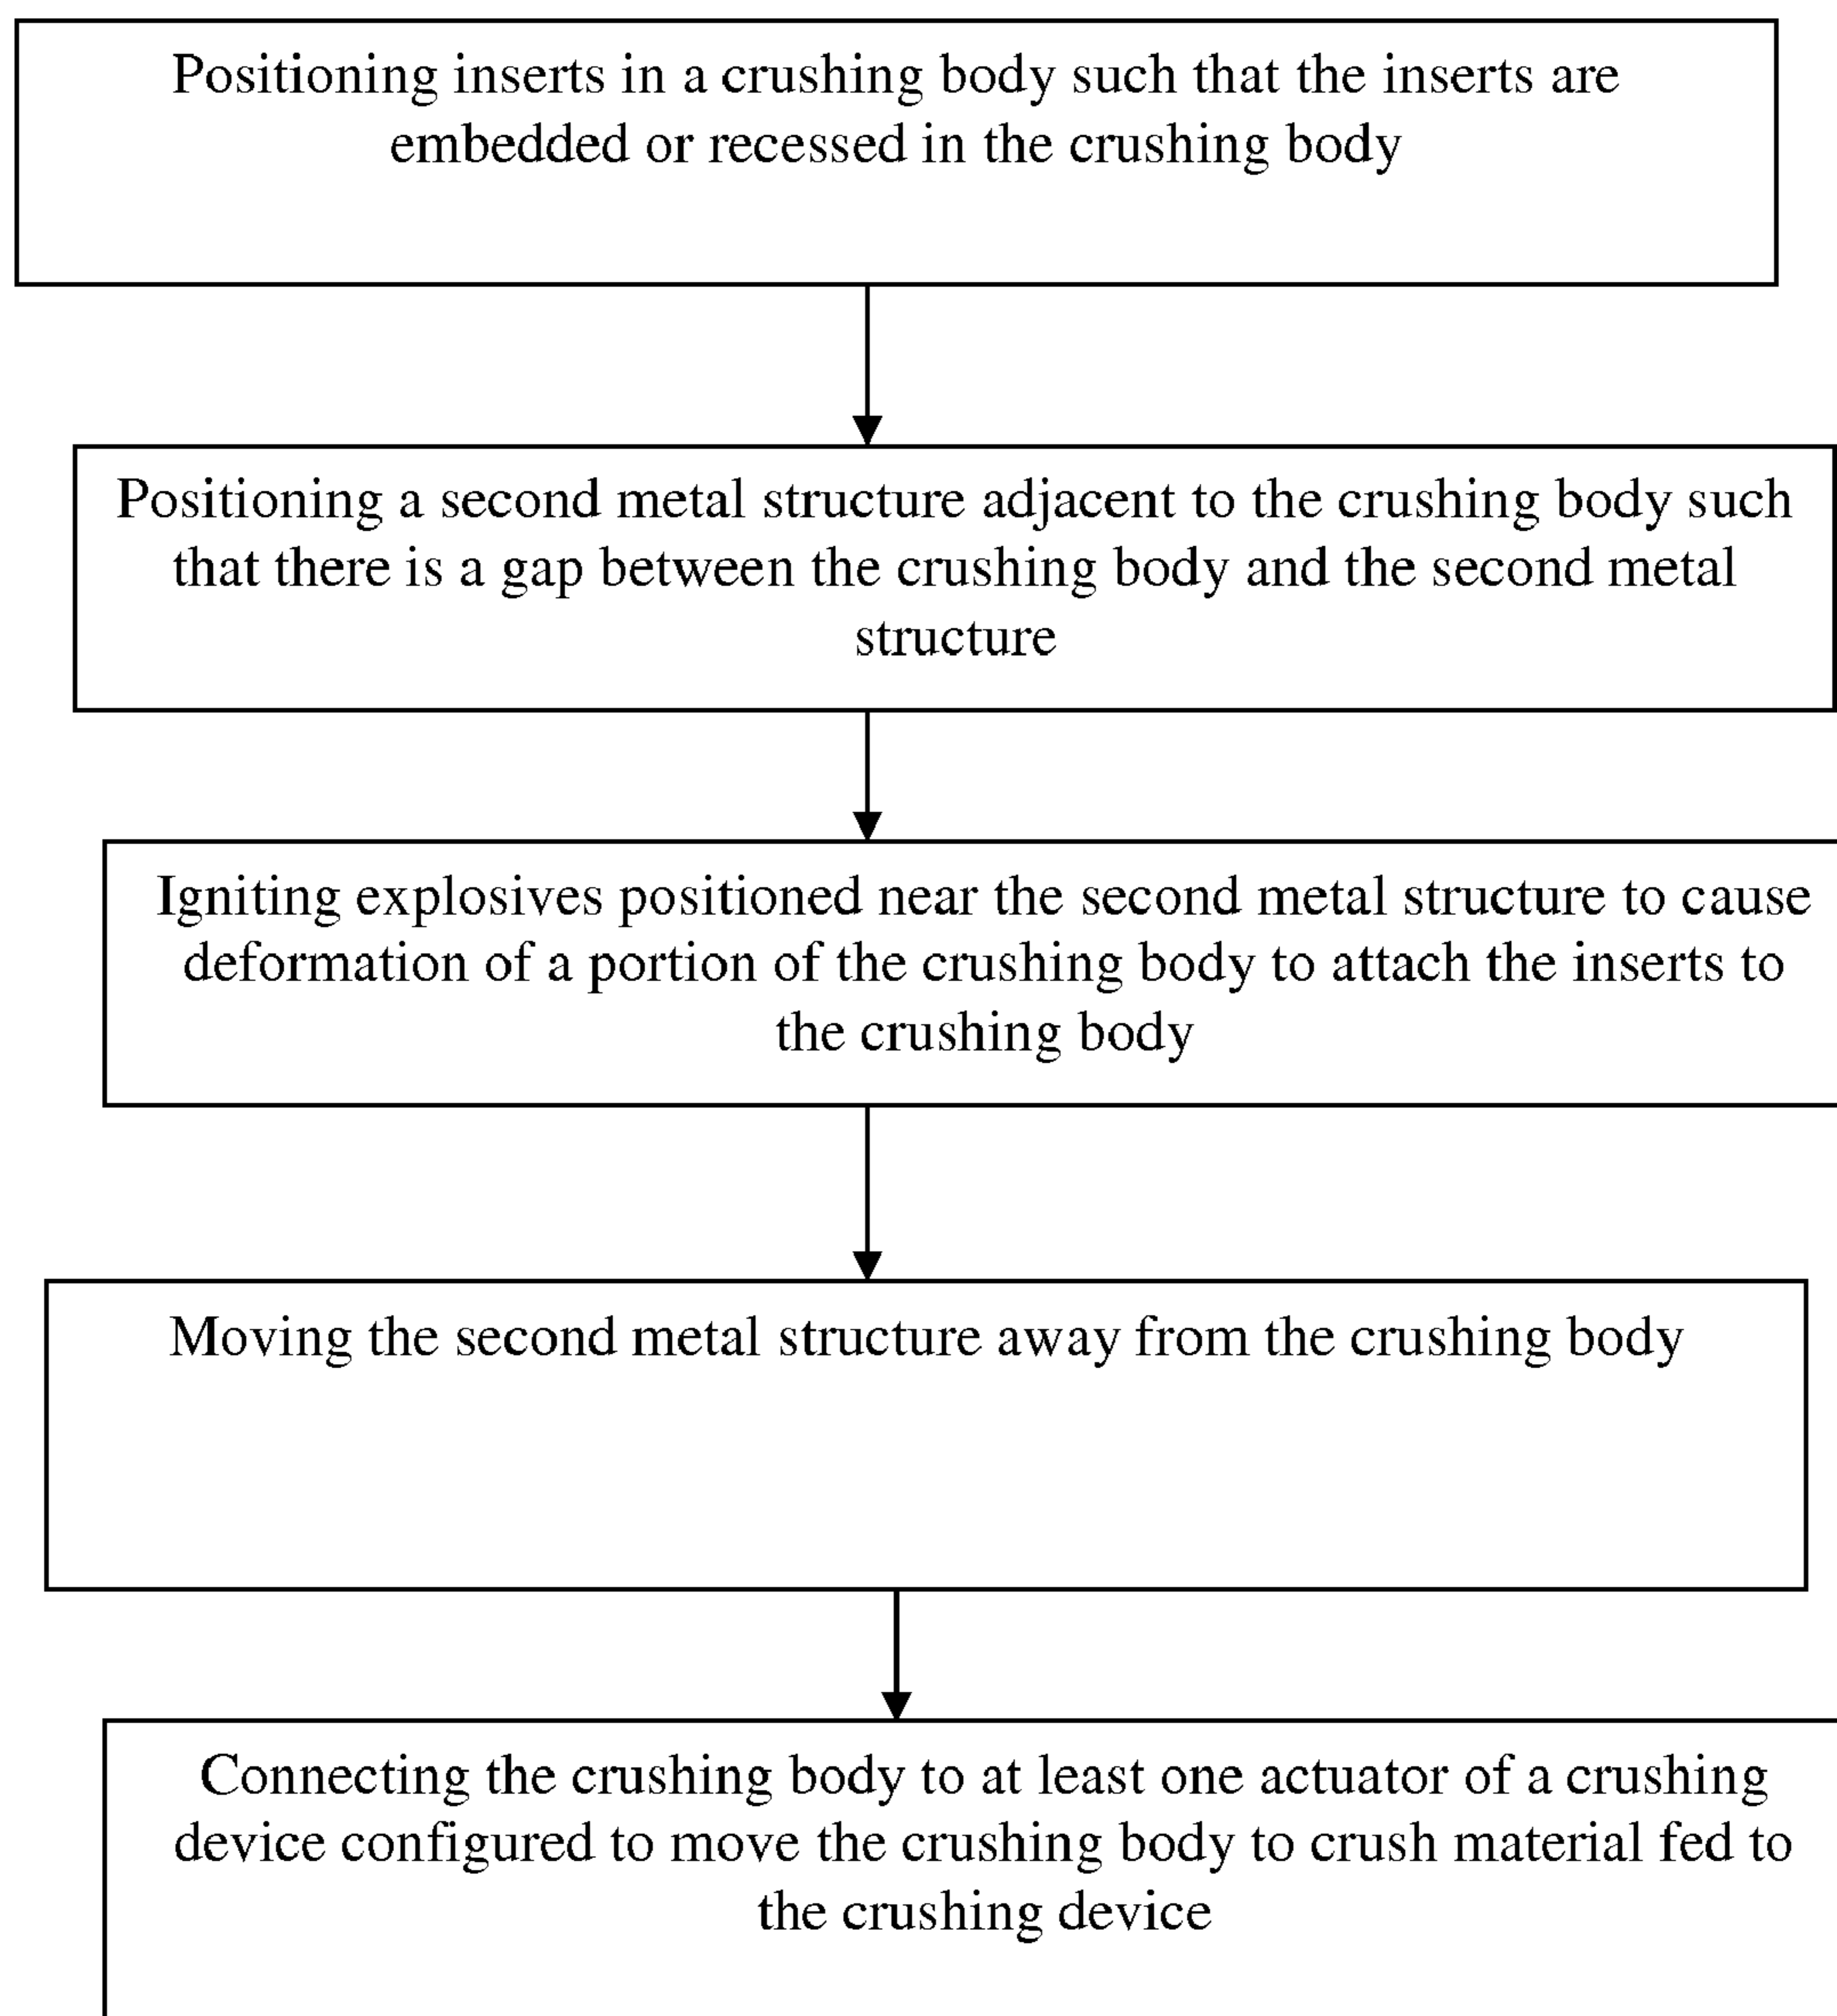 Positioning inserts in a crushing body such that the inserts are
embedded or recessed in the crushing body
Positioning a second metal structure adjacent to the crushing body such
that there is a gap between the crushing body and the second metal
structure
Igniting explosives positioned near the second metal structure to cause
deformation of a portion of the crushing body to attach the inserts to
the crushing body
Moving the second metal structure away from the crushing body
Connecting the crushing body to at least one actuator of a crushing
device configured to move the crushing body to crush material fed to
the crushing device